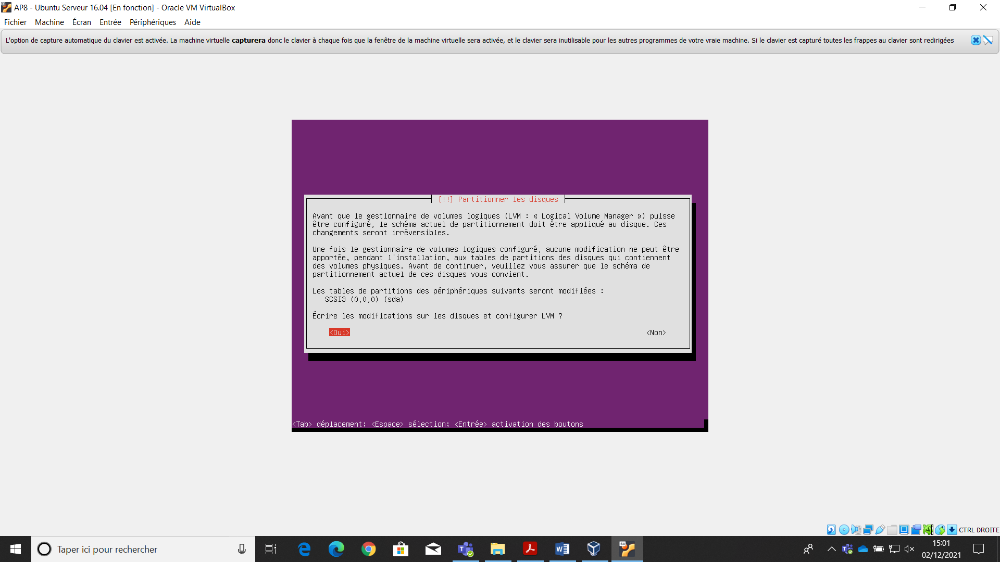 AP8 - Ubuntu Serveur 16.04 [En fonction] - Oracle VM VirtualBox
Fichier Machine Écran Entrée Périphériques Aide
L'option de capture automatique du clavier est activée. La machine virtuelle capturera donc le clavier à chaque fois que la fenêtre de la machine virtuelle sera activée, et le clavier sera inutilisable pour les autres programmes de votre vraie machine. Si le clavier est capturé toutes les frappes au clavier sont redirigées
[!!] Partitionner les disques
Avant que le gestionnaire de volumes logiques (LVM : « Logical Volume Manager ») puisse
être configuré, le schéma actuel de partitionnement doit être appliqué au disque. Ces
changements seront irréversibles.
Une fois le gestionnaire de volumes logiques configuré, aucune modification ne peut être
apportée, pendant l'installation, aux tables de partitions des disques qui contiennent
des volumes physiques. Avant de continuer, veuillez vous assurer que le schéma de
partitionnement actuel de ces disques vous convient.
Les tables de partitions des périphériques suivants seront modifiées :
SCSI3 (0,0,0) (sda)
Écrire les modifications sur les disques et configurer LVM ?
<Oui> <Non>
<Tab> déplacement; <Espace> sélection; <Entrée> activation des boutons
CTRL DROITE
Taper ici pour rechercher
15:01
02/12/2021